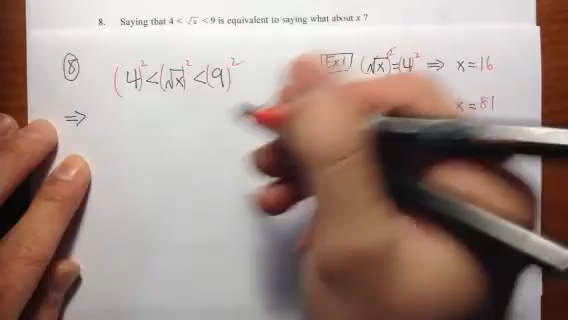 8. Saying that 4 < √x < 9 is equivalent to saying what about x ?
⑧ (4)² < (√x)² < (9)² Ex1 (√x)² = (4)² ⇒ x = 16
⇒ x = 81